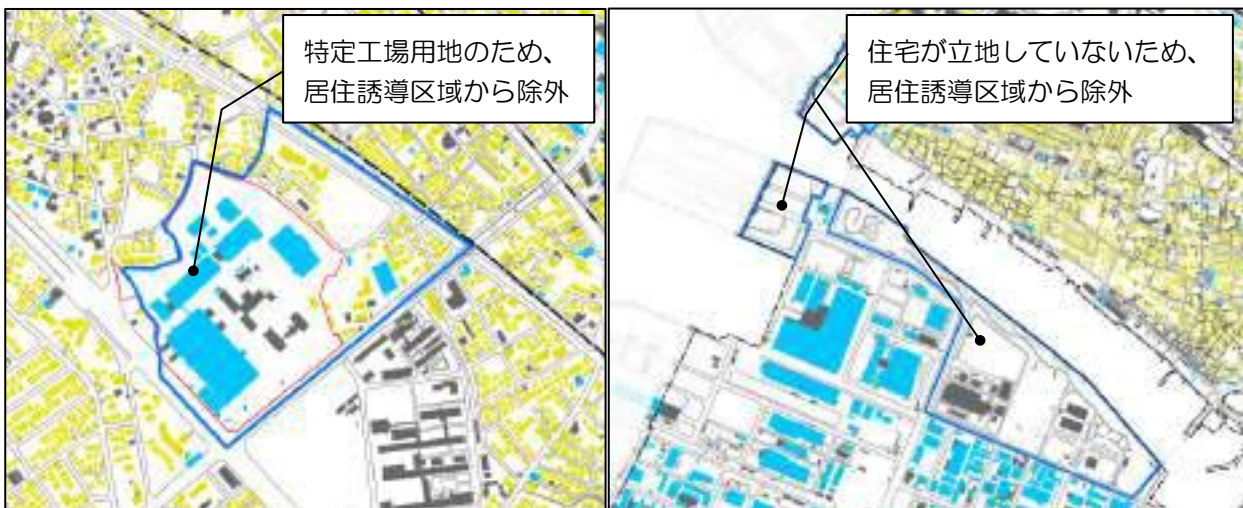 特定工場用地のため、
居住誘導区域から除外
住宅が立地していないため、
居住誘導区域から除外